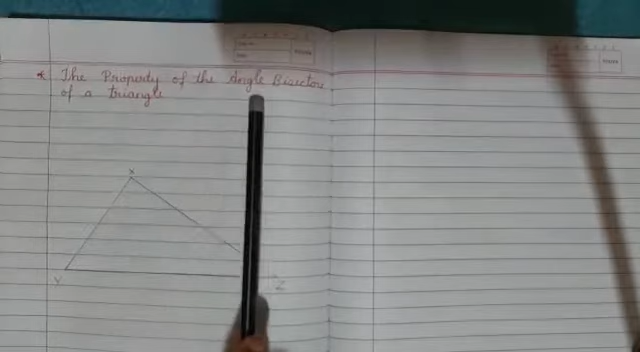 * The Property of the Angle Bisector
of a triangle
X
Y
Z